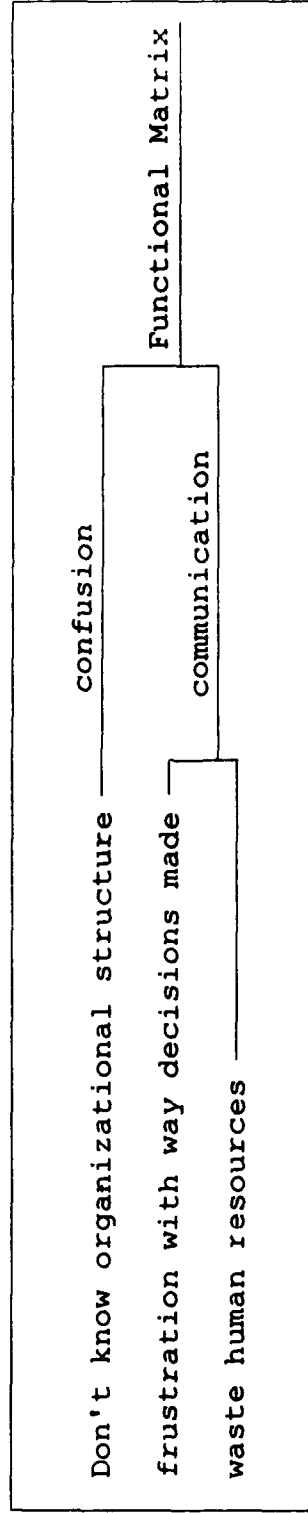 Don't know organizational structure
confusion
frustration with way decisions made
waste human resources
communication
Functional Matrix